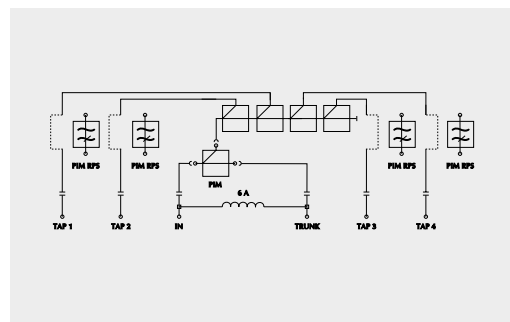 PIM RPS PIM RPS PIM RPS PIM RPS
PIM
6 A
TAP 1 TAP 2 IN TRUNK TAP 3 TAP 4